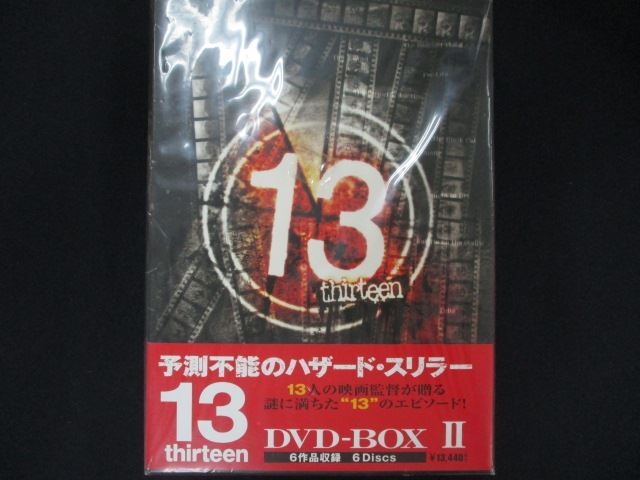 13
thirteen
予測不能のハザード・スリラー
13
thirteen
13人の映画監督が贈る
謎に満ちた“13”のエピソード!
DVD-BOX Ⅱ
6作品収録 6Discs